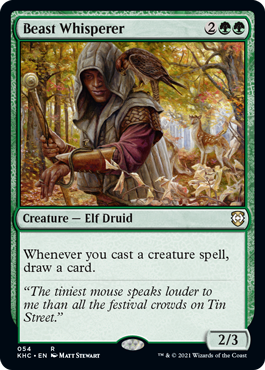 Beast Whisperer 2
Creature — Elf Druid
Whenever you cast a creature spell,
draw a card.
"The tiniest mouse speaks louder to
me than all the festival crowds on Tin
Street."
2/3
054 R
KHC • EN Matt Stewart ™ & © 2021 Wizards of the Coast